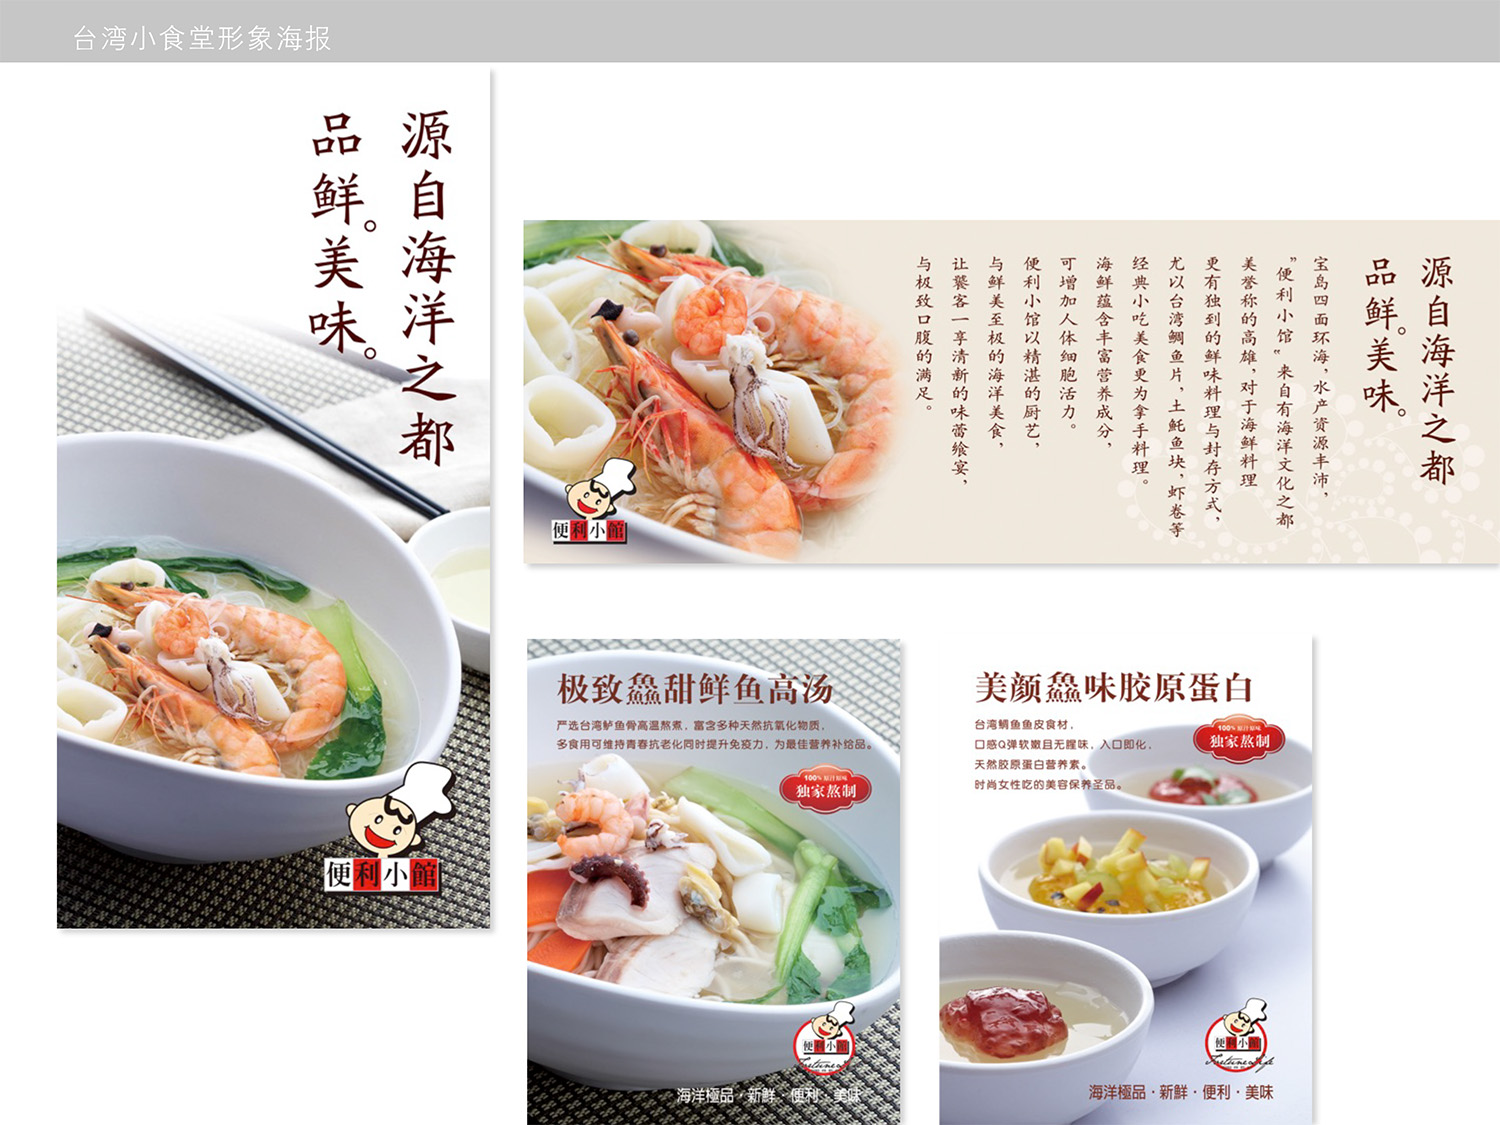 台湾小食堂形象海报
源自海洋之都
品鲜。美味。
便利小館
源自海洋之都
品鲜。美味。
宝岛四面环海，水产资源丰沛，
”便利小馆“来自有海洋文化之都
美誉称的高雄，对于海鲜料理
更有独到的鲜味料理与封存方式，
尤以台湾鲷鱼片，土魠鱼块，虾卷等
经典小吃美食更为拿手料理。
海鲜蕴含丰富营养成分，
可增加人体细胞活力。
便利小馆以精湛的厨艺，
与鲜美至极的海洋美食，
让饕客一享清新的味蕾飨宴，
与极致口腹的满足。
便利小館
极致鱻甜鲜鱼高汤
严选台湾鲈鱼骨高温熬煮，富含多种天然抗氧化物质，
多食用可维持青春抗老化同时提升免疫力，为最佳营养补给品。
100% 原汁原味
独家熬制
便利小館
海洋極品·新鮮·便利·美味
美颜鱻味胶原蛋白
台湾鲷鱼鱼皮食材，
口感Q弹软嫩且无腥味，入口即化，
天然胶原蛋白营养素。
时尚女性吃的美容保养圣品。
100% 原汁原味
独家熬制
便利小館
海洋極品·新鮮·便利·美味